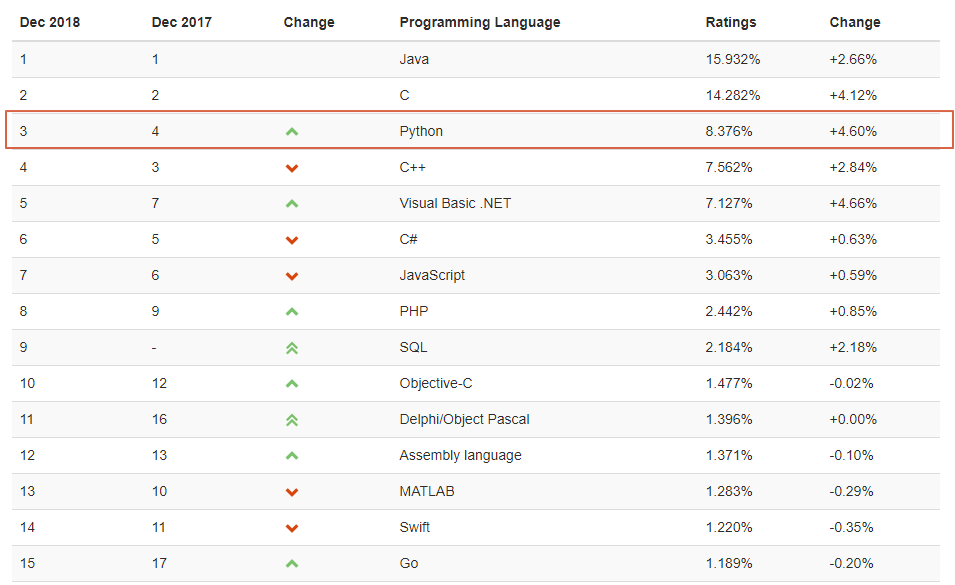 Dec 2018 Dec 2017 Change Programming Language Ratings Change
1 1 Java 15.932% +2.66%
2 2 C 14.282% +4.12%
3 4 Python 8.376% +4.60%
4 3 C++ 7.562% +2.84%
5 7 Visual Basic .NET 7.127% +4.66%
6 5 C# 3.455% +0.63%
7 6 JavaScript 3.063% +0.59%
8 9 PHP 2.442% +0.85%
9 - SQL 2.184% +2.18%
10 12 Objective-C 1.477% -0.02%
11 16 Delphi/Object Pascal 1.396% +0.00%
12 13 Assembly language 1.371% -0.10%
13 10 MATLAB 1.283% -0.29%
14 11 Swift 1.220% -0.35%
15 17 Go 1.189% -0.20%